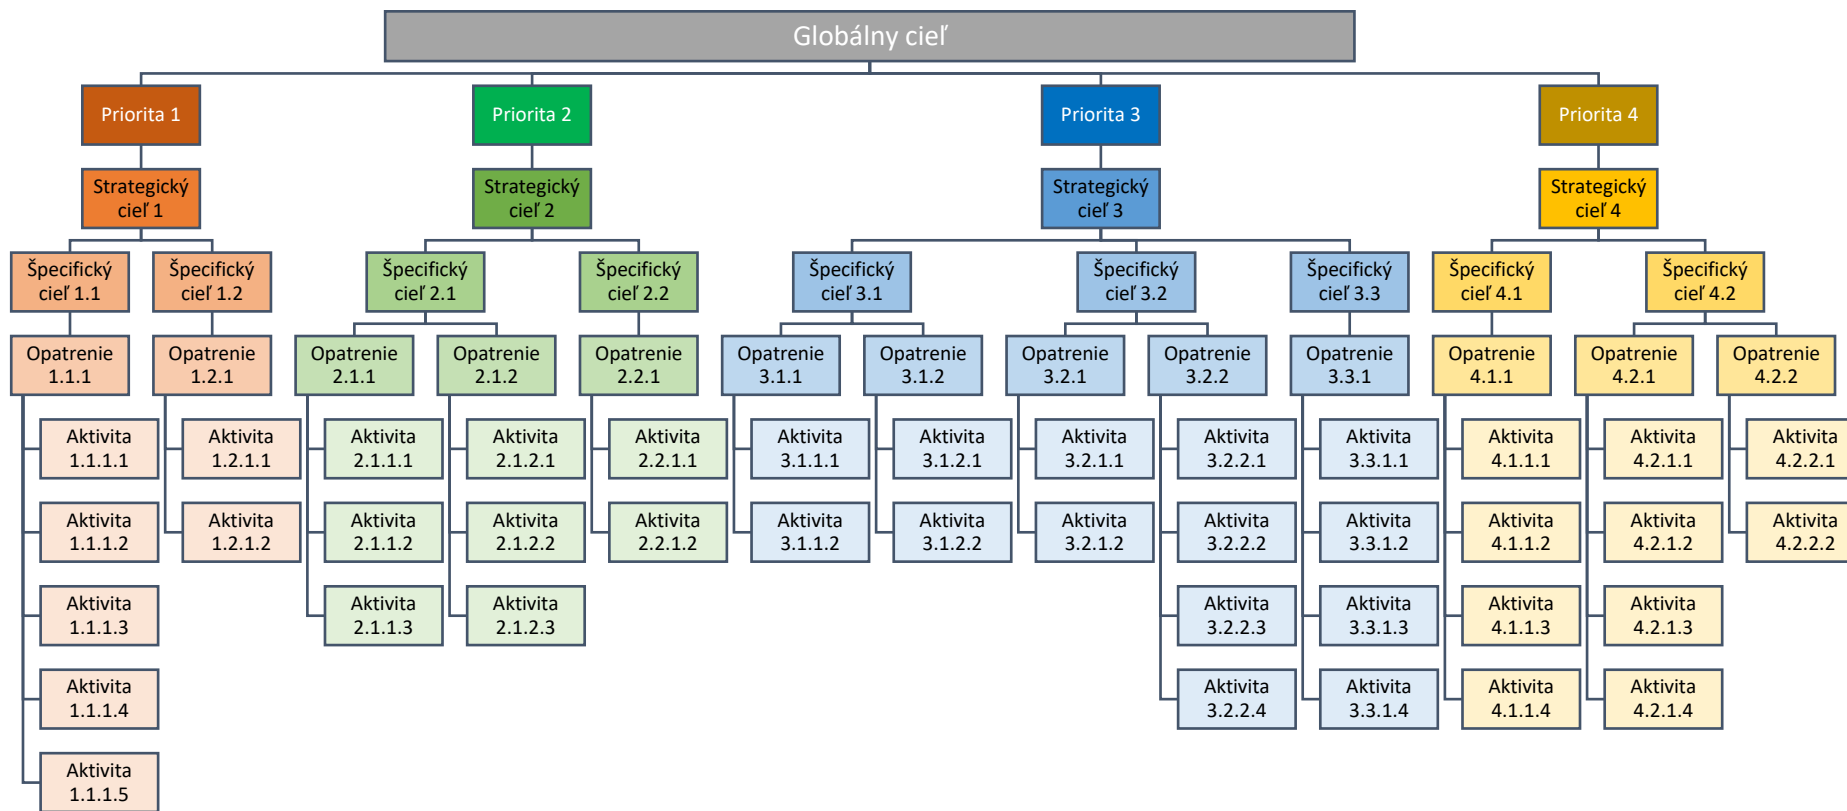 Globálny cieľ
Priorita 1
Priorita 2
Priorita 3
Priorita 4
Strategický
cieľ 1
Strategický
cieľ 2
Strategický
cieľ 3
Strategický
cieľ 4
Špecifický
cieľ 1.1
Špecifický
cieľ 1.2
Špecifický
cieľ 2.1
Špecifický
cieľ 2.2
Špecifický
cieľ 3.1
Špecifický
cieľ 3.2
Špecifický
cieľ 3.3
Špecifický
cieľ 4.1
Špecifický
cieľ 4.2
Opatrenie
1.1.1
Opatrenie
1.2.1
Opatrenie
2.1.1
Opatrenie
2.1.2
Opatrenie
2.2.1
Opatrenie
3.1.1
Opatrenie
3.1.2
Opatrenie
3.2.1
Opatrenie
3.2.2
Opatrenie
3.3.1
Opatrenie
4.1.1
Opatrenie
4.2.1
Opatrenie
4.2.2
Aktivita
1.1.1.1
Aktivita
1.2.1.1
Aktivita
2.1.1.1
Aktivita
2.1.2.1
Aktivita
2.2.1.1
Aktivita
3.1.1.1
Aktivita
3.1.2.1
Aktivita
3.2.1.1
Aktivita
3.2.2.1
Aktivita
3.3.1.1
Aktivita
4.1.1.1
Aktivita
4.2.1.1
Aktivita
4.2.2.1
Aktivita
1.1.1.2
Aktivita
1.2.1.2
Aktivita
2.1.1.2
Aktivita
2.1.2.2
Aktivita
2.2.1.2
Aktivita
3.1.1.2
Aktivita
3.1.2.2
Aktivita
3.2.1.2
Aktivita
3.2.2.2
Aktivita
3.3.1.2
Aktivita
4.1.1.2
Aktivita
4.2.1.2
Aktivita
4.2.2.2
Aktivita
1.1.1.3
Aktivita
2.1.1.3
Aktivita
2.1.2.3
Aktivita
3.2.2.3
Aktivita
3.3.1.3
Aktivita
4.1.1.3
Aktivita
4.2.1.3
Aktivita
1.1.1.4
Aktivita
3.2.2.4
Aktivita
3.3.1.4
Aktivita
4.1.1.4
Aktivita
4.2.1.4
Aktivita
1.1.1.5